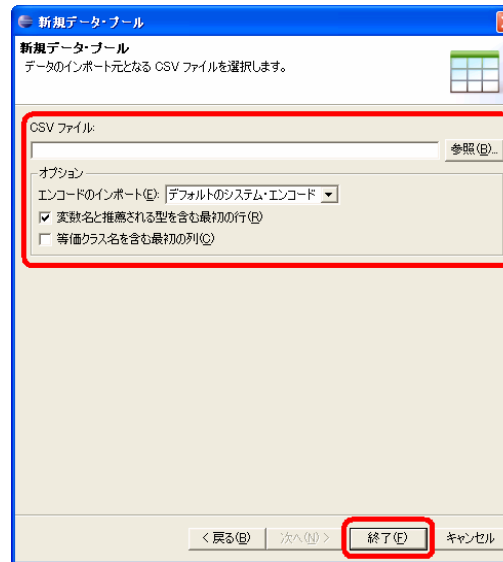 新規データ・プール
新規データ・プール
データのインポート元となる CSV ファイルを選択します。
CSV ファイル:
参照(B)...
オプション
エンコードのインポート(E): デフォルトのシステム・エンコード
変数名と推薦される型を含む最初の行(R)
等価クラス名を含む最初の列(C)
< 戻る(B) 次へ(N) > 終了(F) キャンセル